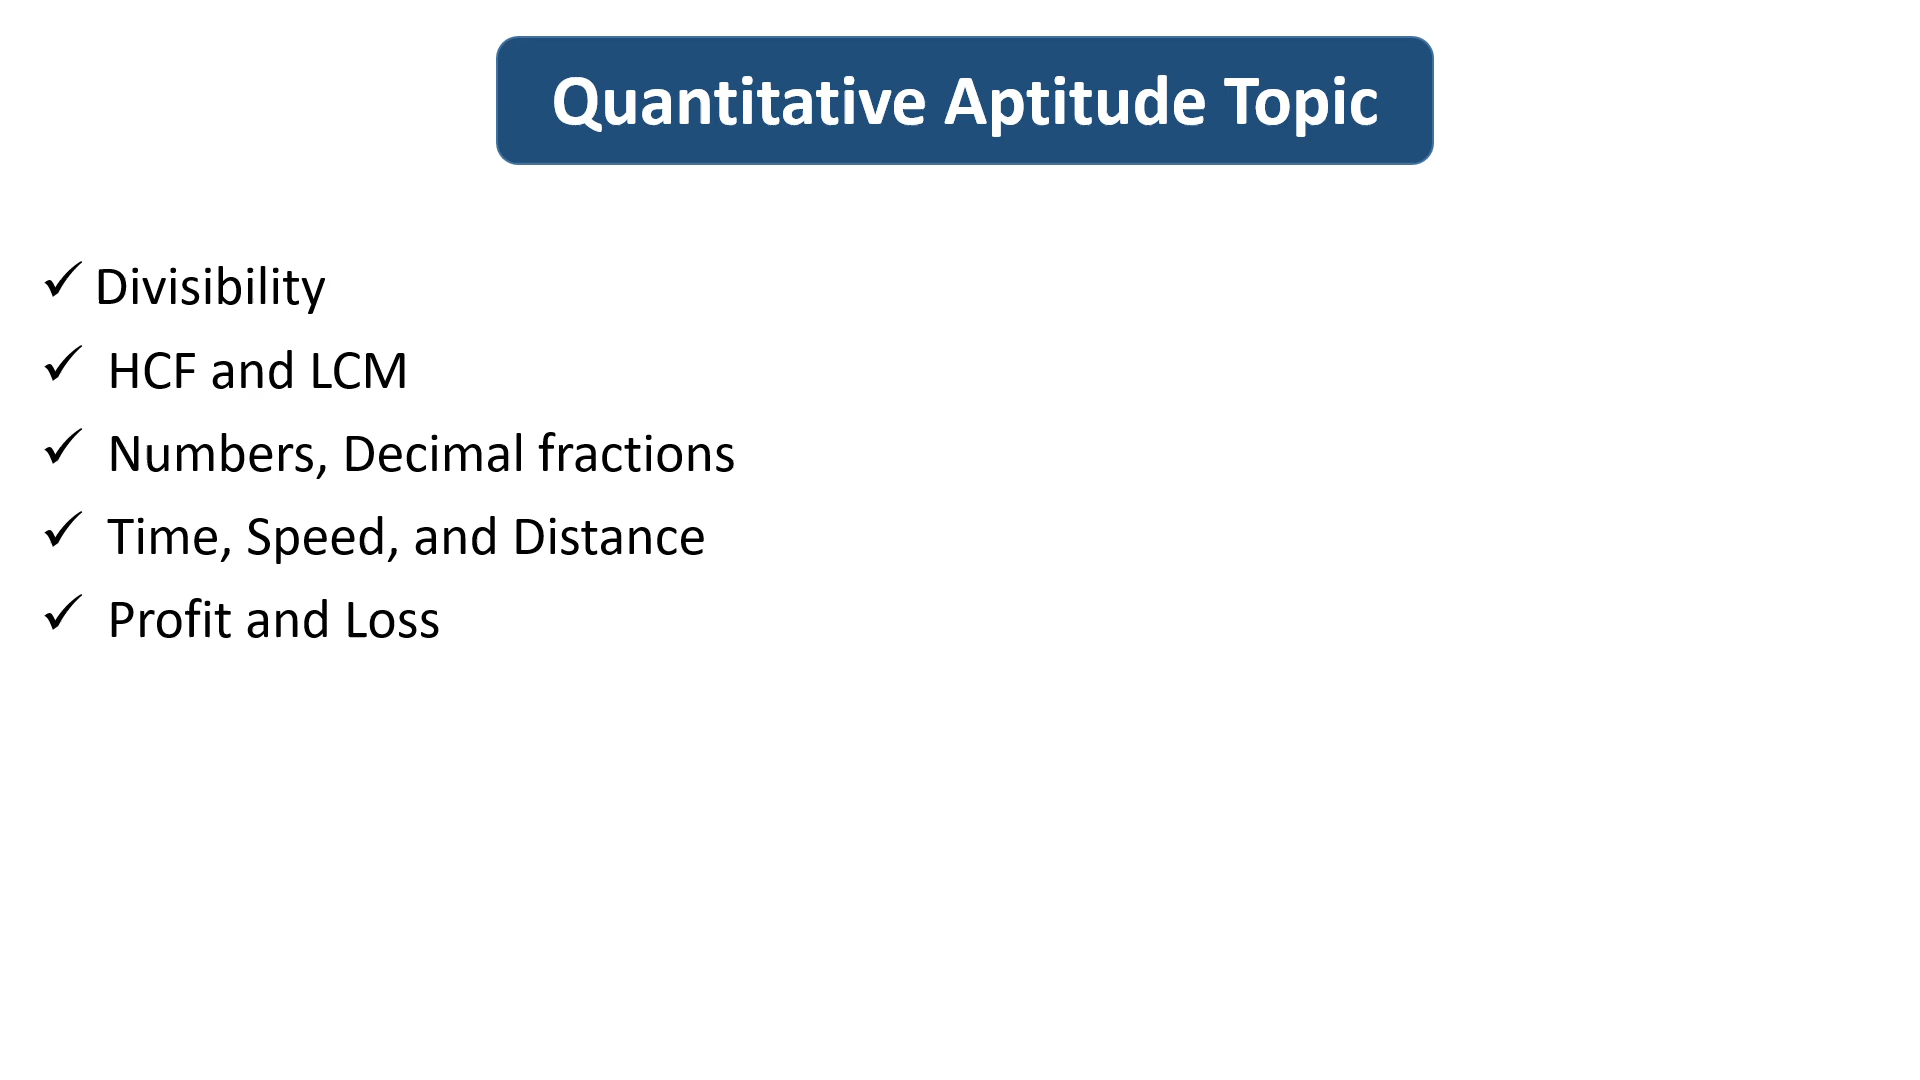 Quantitative Aptitude Topic
✓ Divisibility
✓ HCF and LCM
✓ Numbers, Decimal fractions
✓ Time, Speed, and Distance
✓ Profit and Loss